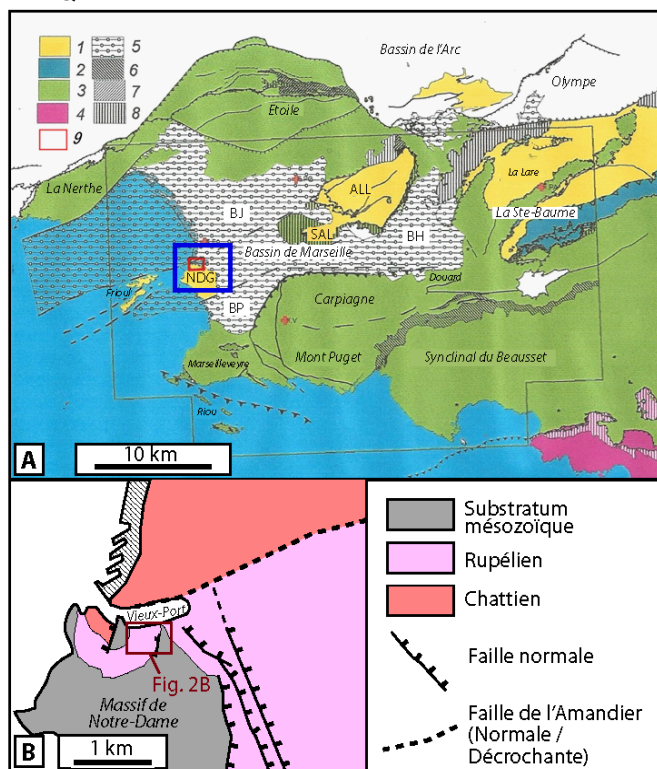 1
2
3
4
9
5
6
7
8
Bassin de l'Arc
Olympe
Etoile
La Nerthe
La Lare
ALL
La Ste-Baume
BJ
SAL
BH
Bassin de Marseille
NDG
Frioul
Douard
BP
Carpiagne
Marseilleveyre
Mont Puget
Synclinal du Beausset
Riou
A
10 km
Vieux-Port
Fig. 2B
Massif de
Notre-Dame
B
1 km
Substratum
mésozoïque
Rupélien
Chattien
Faille normale
Faille de l'Amandier
(Normale /
Décrochante)